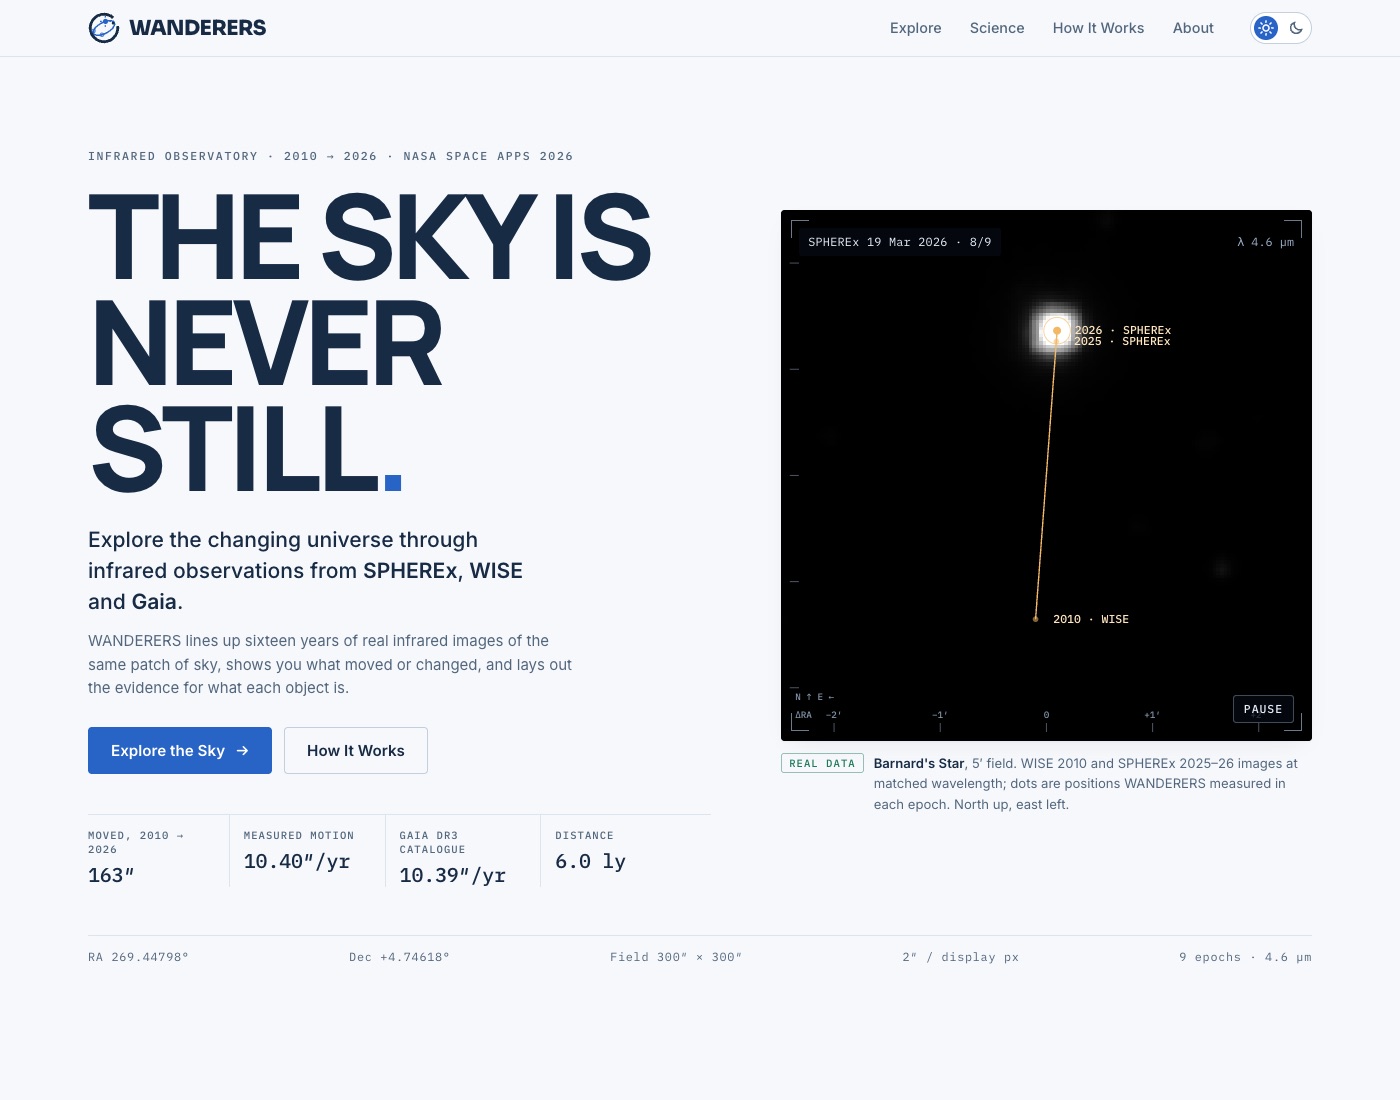 WANDERERS
Explore
Science
How It Works
About
INFRARED OBSERVATORY · 2010 → 2026 · NASA SPACE APPS 2026
THE SKY IS
NEVER
STILL.
Explore the changing universe through
infrared observations from SPHEREx, WISE
and Gaia.
WANDERERS lines up sixteen years of real infrared images of the
same patch of sky, shows you what moved or changed, and lays out
the evidence for what each object is.
Explore the Sky →
How It Works
MOVED, 2010 →
2026
163″
MEASURED MOTION
10.40″/yr
GAIA DR3
CATALOGUE
10.39″/yr
DISTANCE
6.0 ly
SPHEREx 19 Mar 2026 · 8/9
λ 4.6 µm
2026 · SPHEREx
2025 · SPHEREx
2010 · WISE
N ↑ E ←
ΔRA
−2′
−1′
0
+1′
+2′
PAUSE
REAL DATA
Barnard's Star, 5′ field. WISE 2010 and SPHEREx 2025–26 images at
matched wavelength; dots are positions WANDERERS measured in
each epoch. North up, east left.
RA 269.44798°
Dec +4.74618°
Field 300″ × 300″
2″ / display px
9 epochs · 4.6 µm